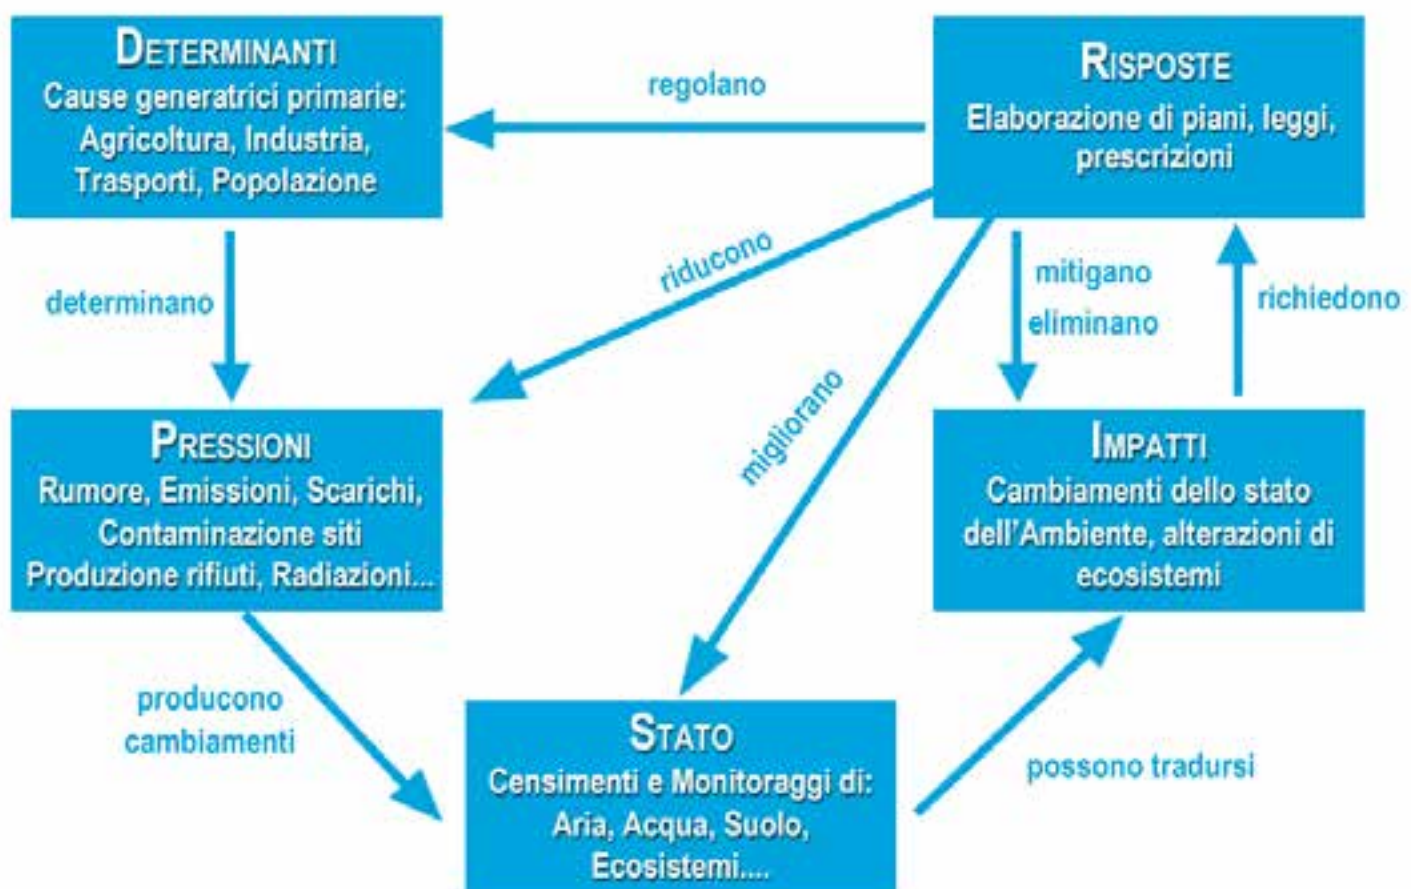 DETERMINANTI
Cause generatrici primarie:
Agricoltura, Industria,
Trasporti, Popolazione
regolano
RISPOSTE
Elaborazione di piani, leggi,
prescrizioni
determinano
riducono
migliorano
mitigano
eliminano
richiedono
PRESSIONI
Rumore, Emissioni, Scarichi,
Contaminazione siti
Produzione rifiuti, Radiazioni...
IMPATTI
Cambiamenti dello stato
dell'Ambiente, alterazioni di
ecosistemi
producono
cambiamenti
STATO
Censimenti e Monitoraggi di:
Aria, Acqua, Suolo,
Ecosistemi....
possono tradursi